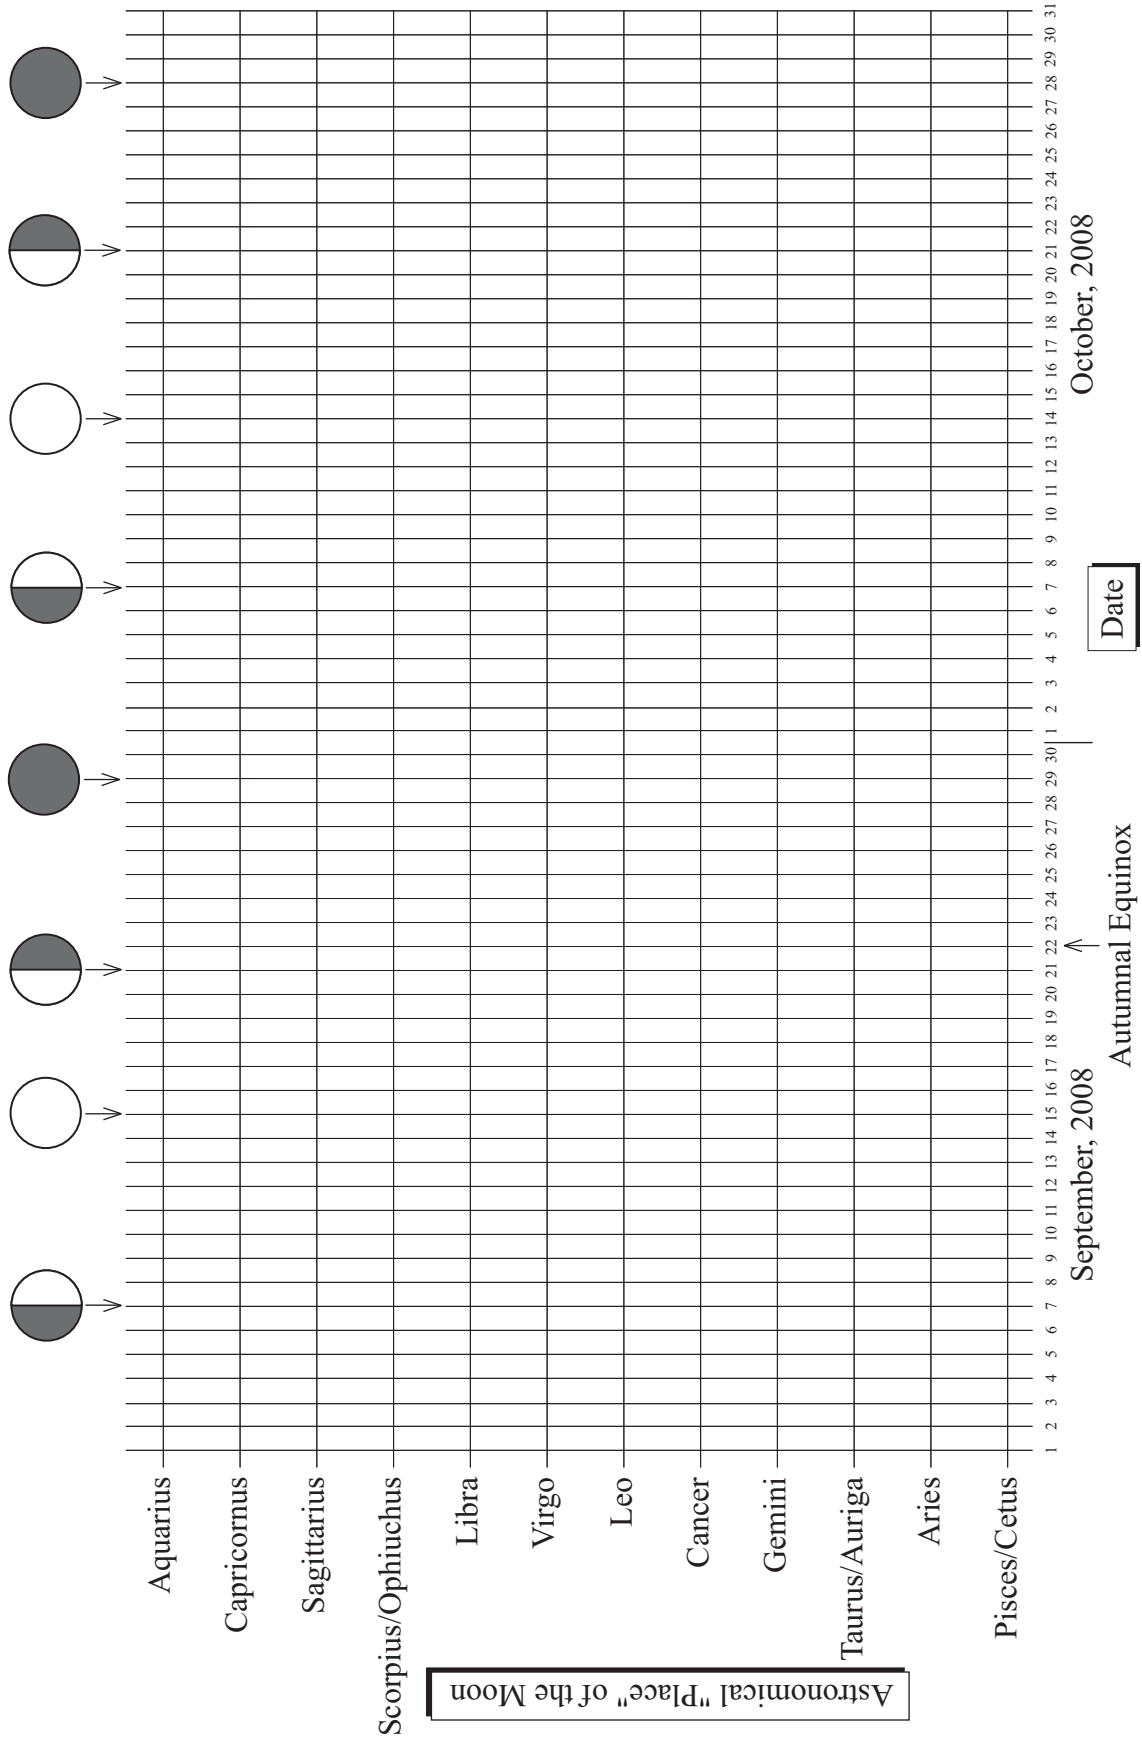 Aquarius
Capricornus
Sagittarius
Scorpius/Ophiuchus
Libra
Virgo
Leo
Cancer
Gemini
Taurus/Auriga
Aries
Pisces/Cetus
Astronomical "Place" of the Moon
1 2 3 4 5 6 7 8 9 10 11 12 13 14 15 16 17 18 19 20 21 22 23 24 25 26 27 28 29 30 1 2 3 4 5 6 7 8 9 10 11 12 13 14 15 16 17 18 19 20 21 22 23 24 25 26 27 28 29 30 31
September, 2008
October, 2008
Autumnal Equinox
Date